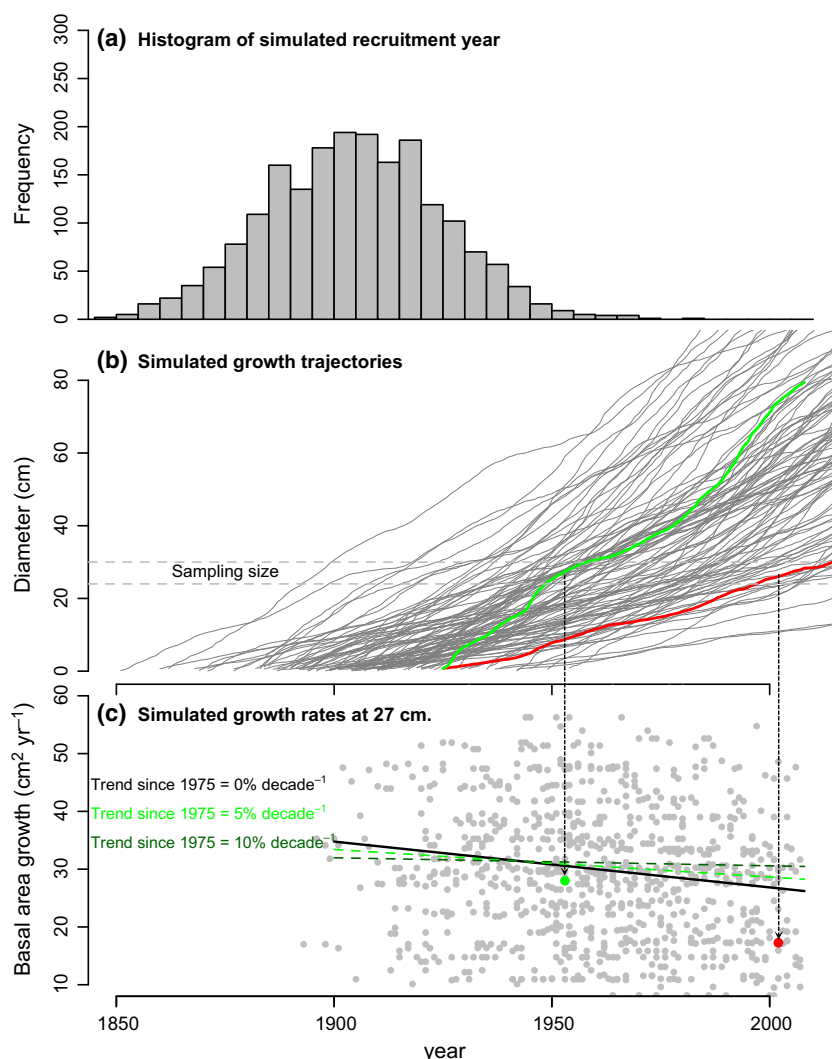 (a) Histogram of simulated recruitment year
Frequency
300
250
200
150
100
50
0
(b) Simulated growth trajectories
Diameter (cm)
80
60
40
20
0
Sampling size
(c) Simulated growth rates at 27 cm.
Basal area growth (cm² yr⁻¹)
60
50
40
30
20
10
Trend since 1975 = 0% decade⁻¹
Trend since 1975 = 5% decade⁻¹
Trend since 1975 = 10% decade⁻¹
1850 1900 1950 2000
year